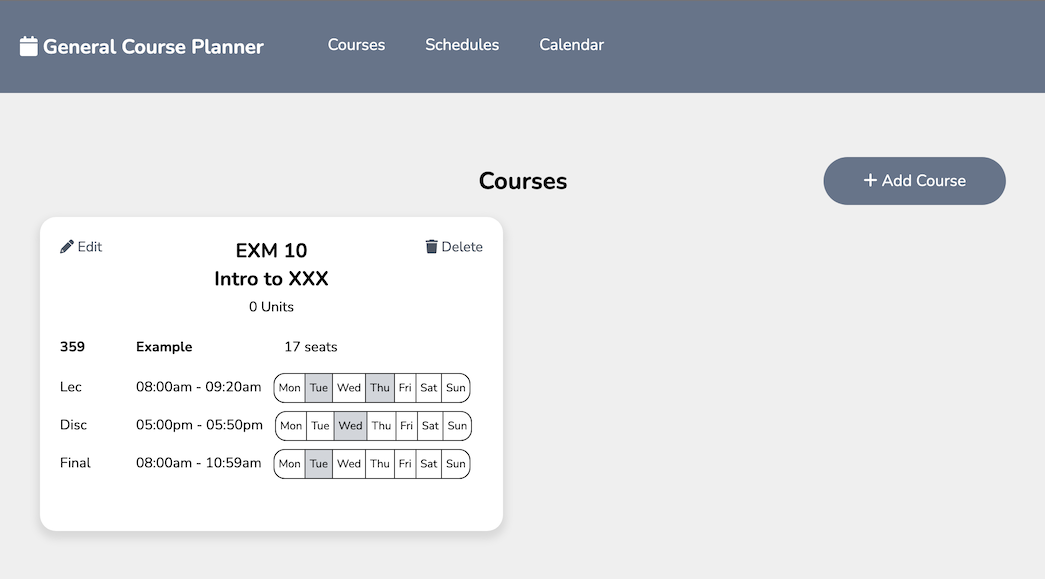 General Course Planner Courses Schedules Calendar
Courses
+ Add Course
Edit
EXM 10
Delete
Intro to XXX
0 Units
359 Example 17 seats
Lec 08:00am - 09:20am Mon Tue Wed Thu Fri Sat Sun
Disc 05:00pm - 05:50pm Mon Tue Wed Thu Fri Sat Sun
Final 08:00am - 10:59am Mon Tue Wed Thu Fri Sat Sun